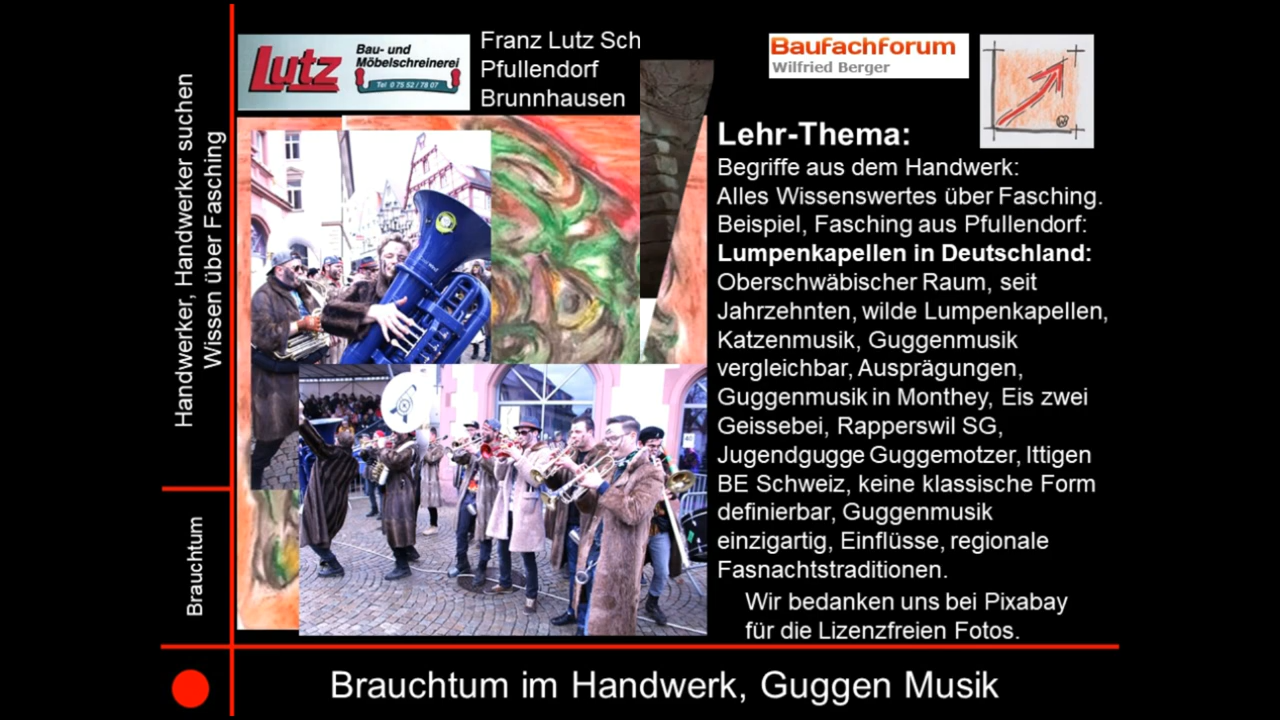 Handwerker, Handwerker suchen
Wissen über Fasching
Brauchtum
Lutz
Bau- und
Möbelschreinerei
Tel 0 75 52 / 78 07
Franz Lutz Sch
Pfullendorf
Brunnhausen
Baufachforum
Wilfried Berger
Lehr-Thema:
Begriffe aus dem Handwerk:
Alles Wissenswertes über Fasching.
Beispiel, Fasching aus Pfullendorf:
Lumpenkapellen in Deutschland:
Oberschwäbischer Raum, seit
Jahrzehnten, wilde Lumpenkapellen,
Katzenmusik, Guggenmusik
vergleichbar, Ausprägungen,
Guggenmusik in Monthey, Eis zwei
Geissebei, Rapperswil SG,
Jugendgugge Guggemotzer, Ittigen
BE Schweiz, keine klassische Form
definierbar, Guggenmusik
einzigartig, Einflüsse, regionale
Fasnachtstraditionen.
Wir bedanken uns bei Pixabay
für die Lizenzfreien Fotos.
Brauchtum im Handwerk, Guggen Musik